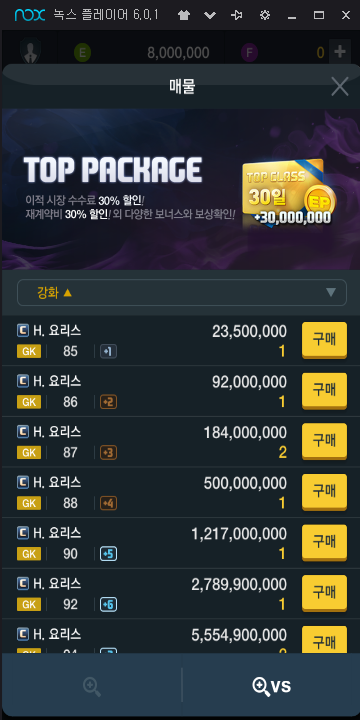 nox 녹스 플레이어 6.0.1
E 8,000,000 F 0 +
매물
TOP PACKAGE
이적 시장 수수료 30% 할인!
재계약비 30% 할인! 외 다양한 보너스와 보상확인!
TOP CLASS
30일
EP
+30,000,000
강화 ▲ ▼
C H. 요리스 23,500,000 구매
GK 85 +1 1
C H. 요리스 92,000,000 구매
GK 86 +2 1
C H. 요리스 184,000,000 구매
GK 87 +3 2
C H. 요리스 500,000,000 구매
GK 88 +4 1
C H. 요리스 1,217,000,000 구매
GK 90 +5 1
C H. 요리스 2,789,900,000 구매
GK 92 +6 1
C H. 요리스 5,554,900,000 구매
VS